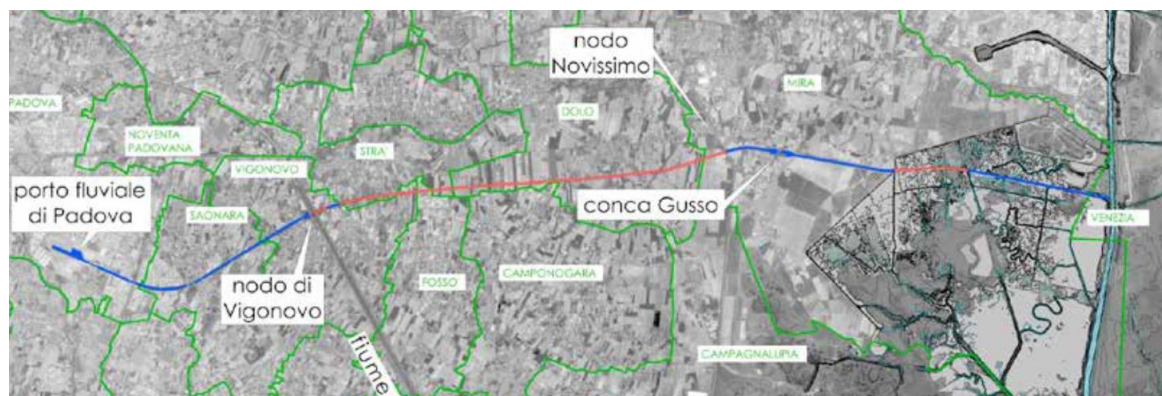 nodo
Novissimo
MIRA
PADOVA
DOLO
NOVENTA
PADOVANA
STRA'
VIGONOVO
porto fluviale
di Padova
SAONARA
conca Gusso
VENEZIA
nodo di
Vigonovo
FOSSO'
CAMPONOGARA
fiume
CAMPAGNALUPIA